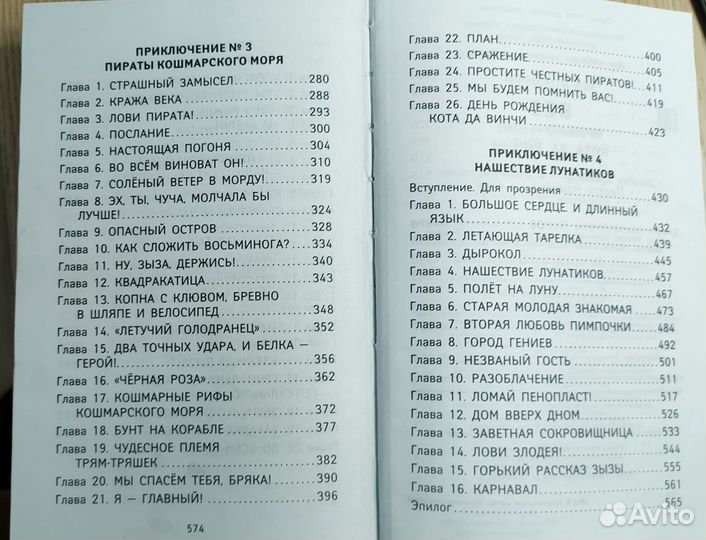 ПРИКЛЮЧЕНИЕ № 3
ПИРАТЫ КОШМАРСКОГО МОРЯ
Глава 1. СТРАШНЫЙ ЗАМЫСЕЛ 280
Глава 2. КРАЖА ВЕКА 288
Глава 3. ЛОВИ ПИРАТА! 293
Глава 4. ПОСЛАНИЕ 300
Глава 5. НАСТОЯЩАЯ ПОГОНЯ 304
Глава 6. ВО ВСЁМ ВИНОВАТ ОН! 310
Глава 7. СОЛЁНЫЙ ВЕТЕР В МОРДУ! 319
Глава 8. ЭХ, ТЫ, ЧУЧА, МОЛЧАЛА БЫ
ЛУЧШЕ! 324
Глава 9. ОПАСНЫЙ ОСТРОВ 328
Глава 10. КАК СЛОЖИТЬ ВОСЬМИНОГА? 334
Глава 11. НУ, ЗЫЗА, ДЕРЖИСЬ! 340
Глава 12. КВАДРАКАТИЦА 343
Глава 13. КОПНА С КЛЮВОМ, БРЕВНО
В ШЛЯПЕ И ВЕЛОСИПЕД 348
Глава 14. «ЛЕТУЧИЙ ГОЛОДРАНЕЦ» 352
Глава 15. ДВА ТОЧНЫХ УДАРА, И БЕЛКА —
ГЕРОЙ! 356
Глава 16. «ЧЁРНАЯ РОЗА» 362
Глава 17. КОШМАРНЫЕ РИФЫ
КОШМАРСКОГО МОРЯ 372
Глава 18. БУНТ НА КОРАБЛЕ 377
Глава 19. ЧУДЕСНОЕ ПЛЕМЯ
ТРЯМ-ТРЯШЕК 382
Глава 20. МЫ СПАСЁМ ТЕБЯ, БРЯКА! 390
Глава 21. Я — ГЛАВНЫЙ! 396
574
Глава 22. ПЛАН 400
Глава 23. СРАЖЕНИЕ 405
Глава 24. ПРОСТИТЕ ЧЕСТНЫХ ПИРАТОВ! 411
Глава 25. МЫ БУДЕМ ПОМНИТЬ ВАС! 419
Глава 26. ДЕНЬ РОЖДЕНИЯ
КОТА ДА ВИНЧИ 423
ПРИКЛЮЧЕНИЕ № 4
НАШЕСТВИЕ ЛУНАТИКОВ
Вступление. Для прозрения 430
Глава 1. БОЛЬШОЕ СЕРДЦЕ И ДЛИННЫЙ
ЯЗЫК 432
Глава 2. ЛЕТАЮЩАЯ ТАРЕЛКА 439
Глава 3. ДЫРОКОЛ 445
Глава 4. НАШЕСТВИЕ ЛУНАТИКОВ 457
Глава 5. ПОЛЁТ НА ЛУНУ 467
Глава 6. СТАРАЯ МОЛОДАЯ ЗНАКОМАЯ 473
Глава 7. ВТОРАЯ ЛЮБОВЬ ПИМПОЧКИ 484
Глава 8. ГОРОД ГЕНИЕВ 492
Глава 9. НЕЗВАНЫЙ ГОСТЬ 501
Глава 10. РАЗОБЛАЧЕНИЕ 511
Глава 11. ЛОМАЙ ПЕНОПЛАСТ! 517
Глава 12. ДОМ ВВЕРХ ДНОМ 526
Глава 13. ЗАВЕТНАЯ СОКРОВИЩНИЦА 533
Глава 14. ЛОВИ ЗЛОДЕЯ! 544
Глава 15. ГОРЬКИЙ РАССКАЗ ЗЫЗЫ 555
Глава 16. КАРНАВАЛ 561
Эпилог 565
Avito